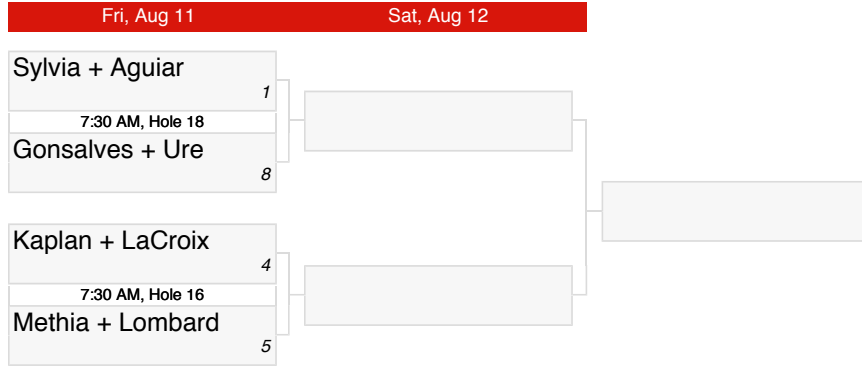 Fri, Aug 11
Sat, Aug 12
Sylvia + Aguiar
1
7:30 AM, Hole 18
Gonsalves + Ure
8
Kaplan + LaCroix
4
7:30 AM, Hole 16
Methia + Lombard
5